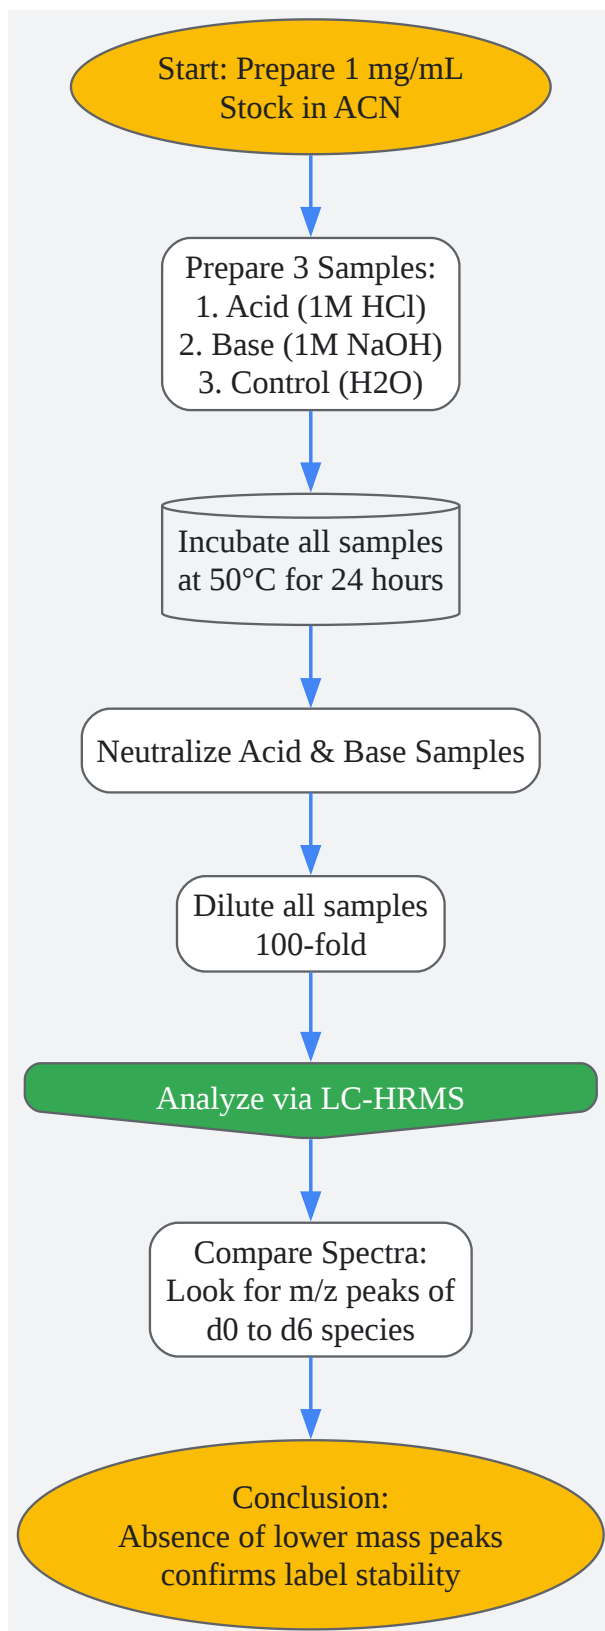 Start: Prepare 1 mg/mL
Stock in ACN
Prepare 3 Samples:
1. Acid (1M HCl)
2. Base (1M NaOH)
3. Control (H2O)
Incubate all samples
at 50°C for 24 hours
Neutralize Acid & Base Samples
Dilute all samples
100-fold
Analyze via LC-HRMS
Compare Spectra:
Look for m/z peaks of
d0 to d6 species
Conclusion:
Absence of lower mass peaks
confirms label stability